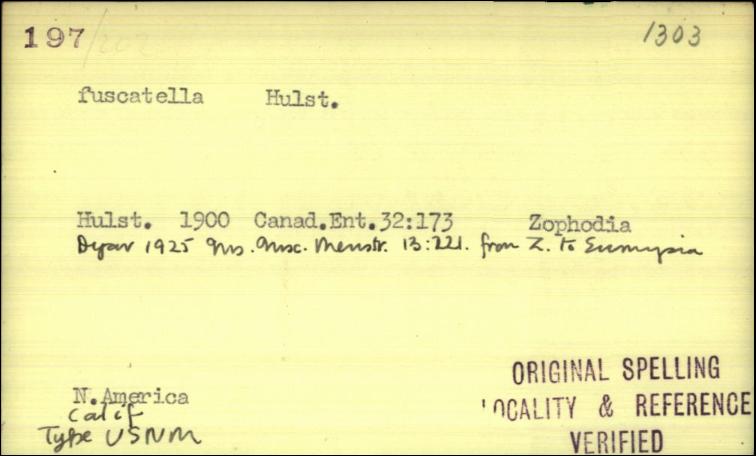 197/202 1303
fuscatella Hulst.
Hulst. 1900 Canad.Ent.32:173 Zophodia
Dyar 1925 Ins. Insc. Menstr. 13:221. from Z. to Eumysia
N.America
Calif
Type USNM
ORIGINAL SPELLING
LOCALITY & REFERENCE
VERIFIED